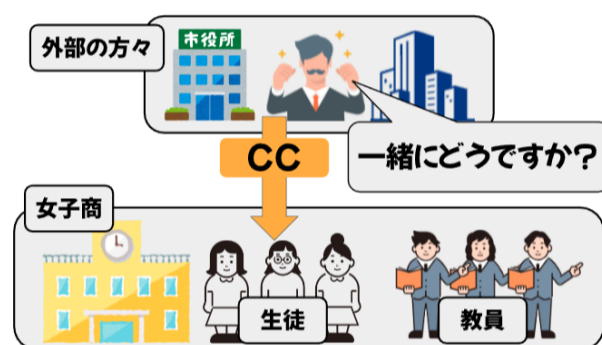 外部の方々
市役所
CC
一緒にどうですか?
女子商
生徒
教員